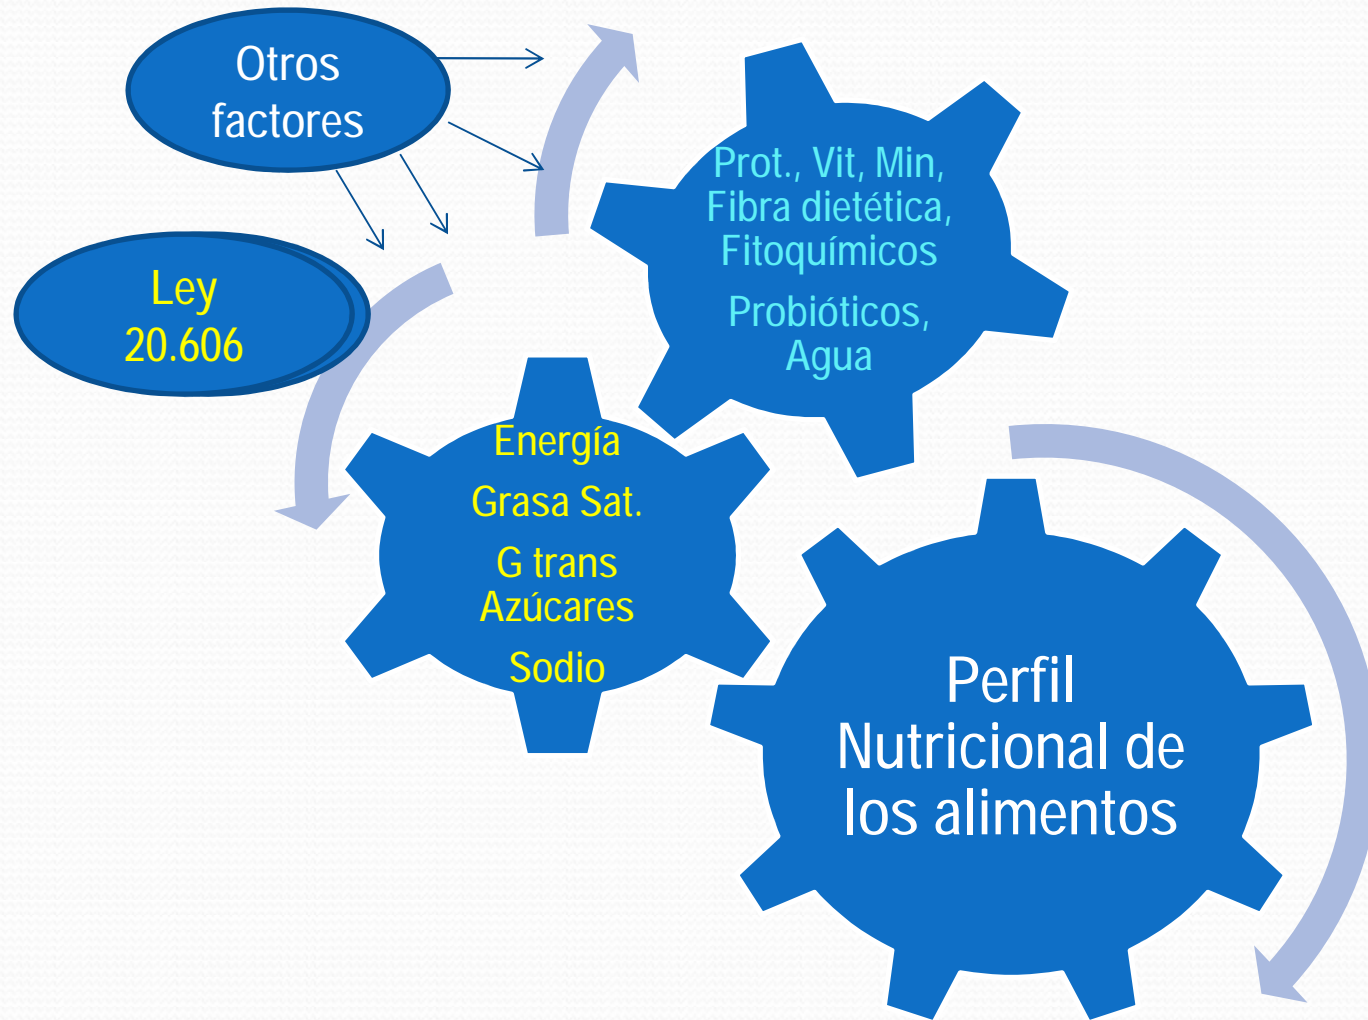 Otros
factores
Prot., Vit, Min,
Fibra dietética,
Fitoquímicos
Probióticos,
Agua
Ley
20.606
Energía
Grasa Sat.
G trans
Azúcares
Sodio
Perfil
Nutricional de
los alimentos